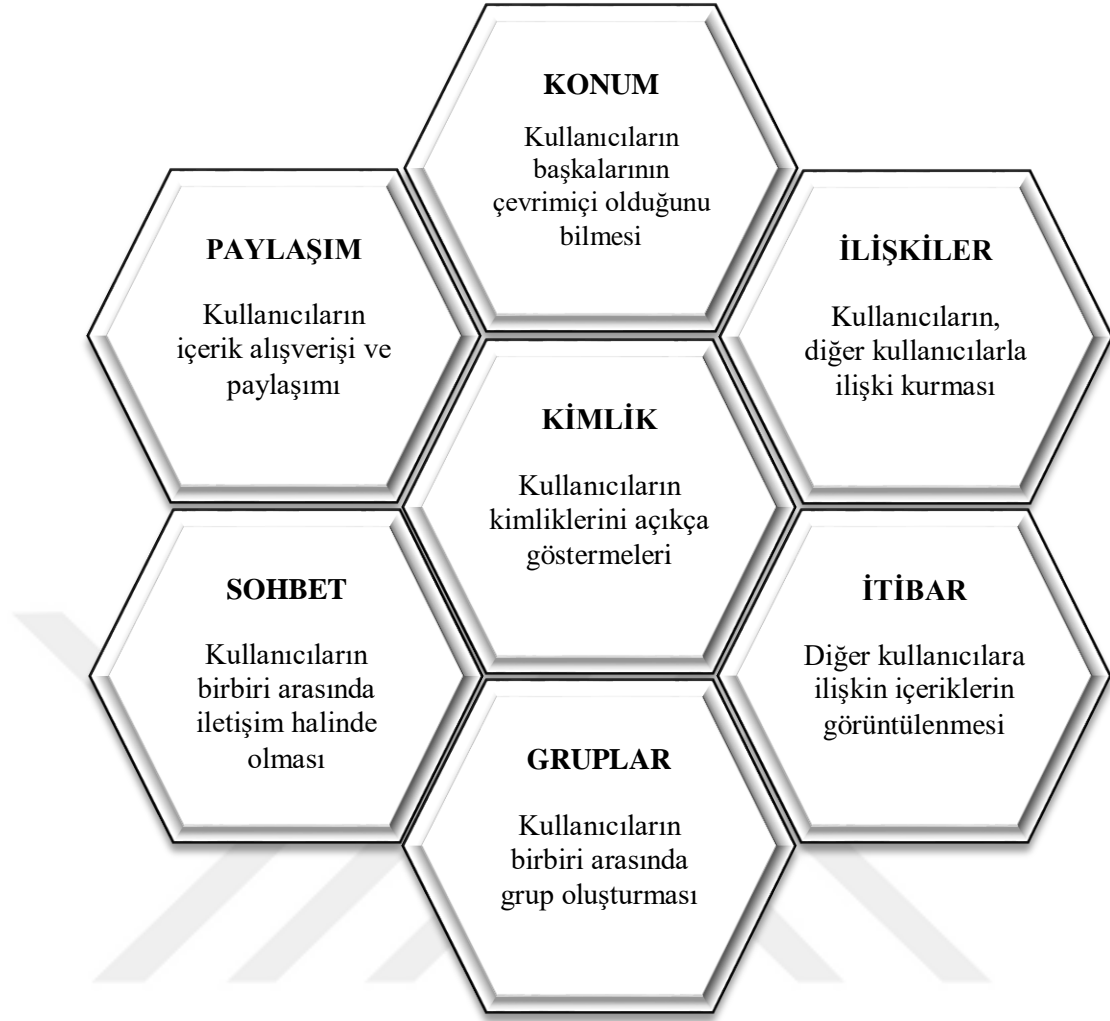 KONUM
Kullanıcıların
başkalarının
çevrimiçi olduğunu
bilmesi
PAYLAŞIM
Kullanıcıların
içerik alışverişi ve
paylaşımı
İLİŞKİLER
Kullanıcıların,
diğer kullanıcılarla
ilişki kurması
KİMLİK
Kullanıcıların
kimliklerini açıkça
göstermeleri
SOHBET
Kullanıcıların
birbiri arasında
iletişim halinde
olması
İTİBAR
Diğer kullanıcılara
ilişkin içeriklerin
görüntülenmesi
GRUPLAR
Kullanıcıların
birbiri arasında
grup oluşturması